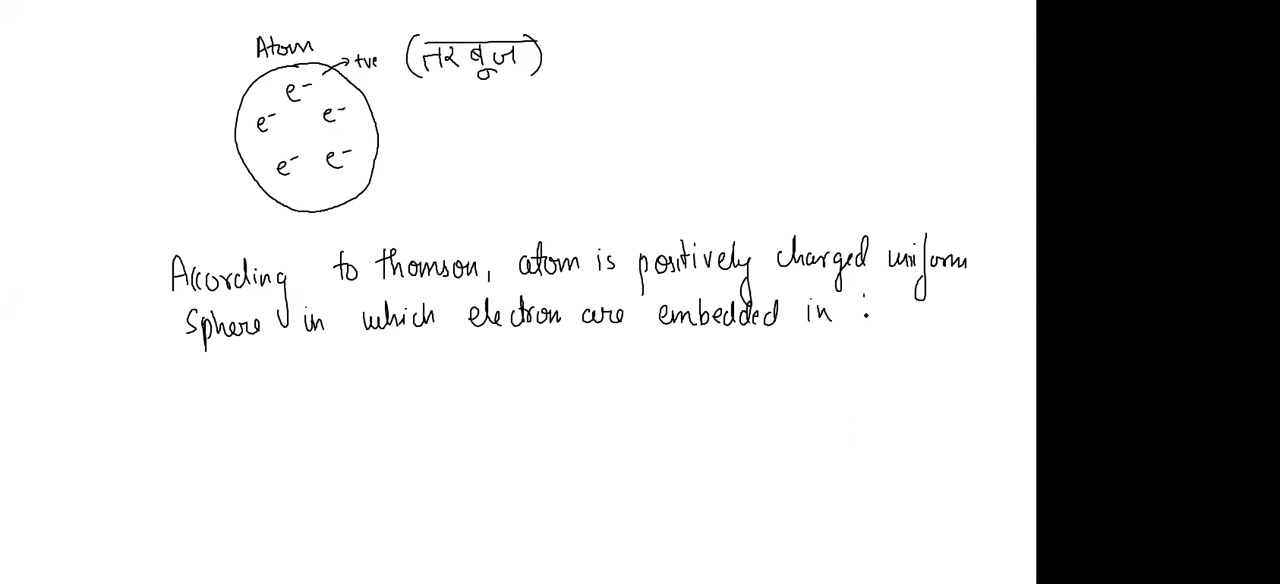 Atom
+ve (तरबूज)
e-
e- e-
e- e-
According to thomson, atom is positively charged uniform
sphere in which electron are embedded in :